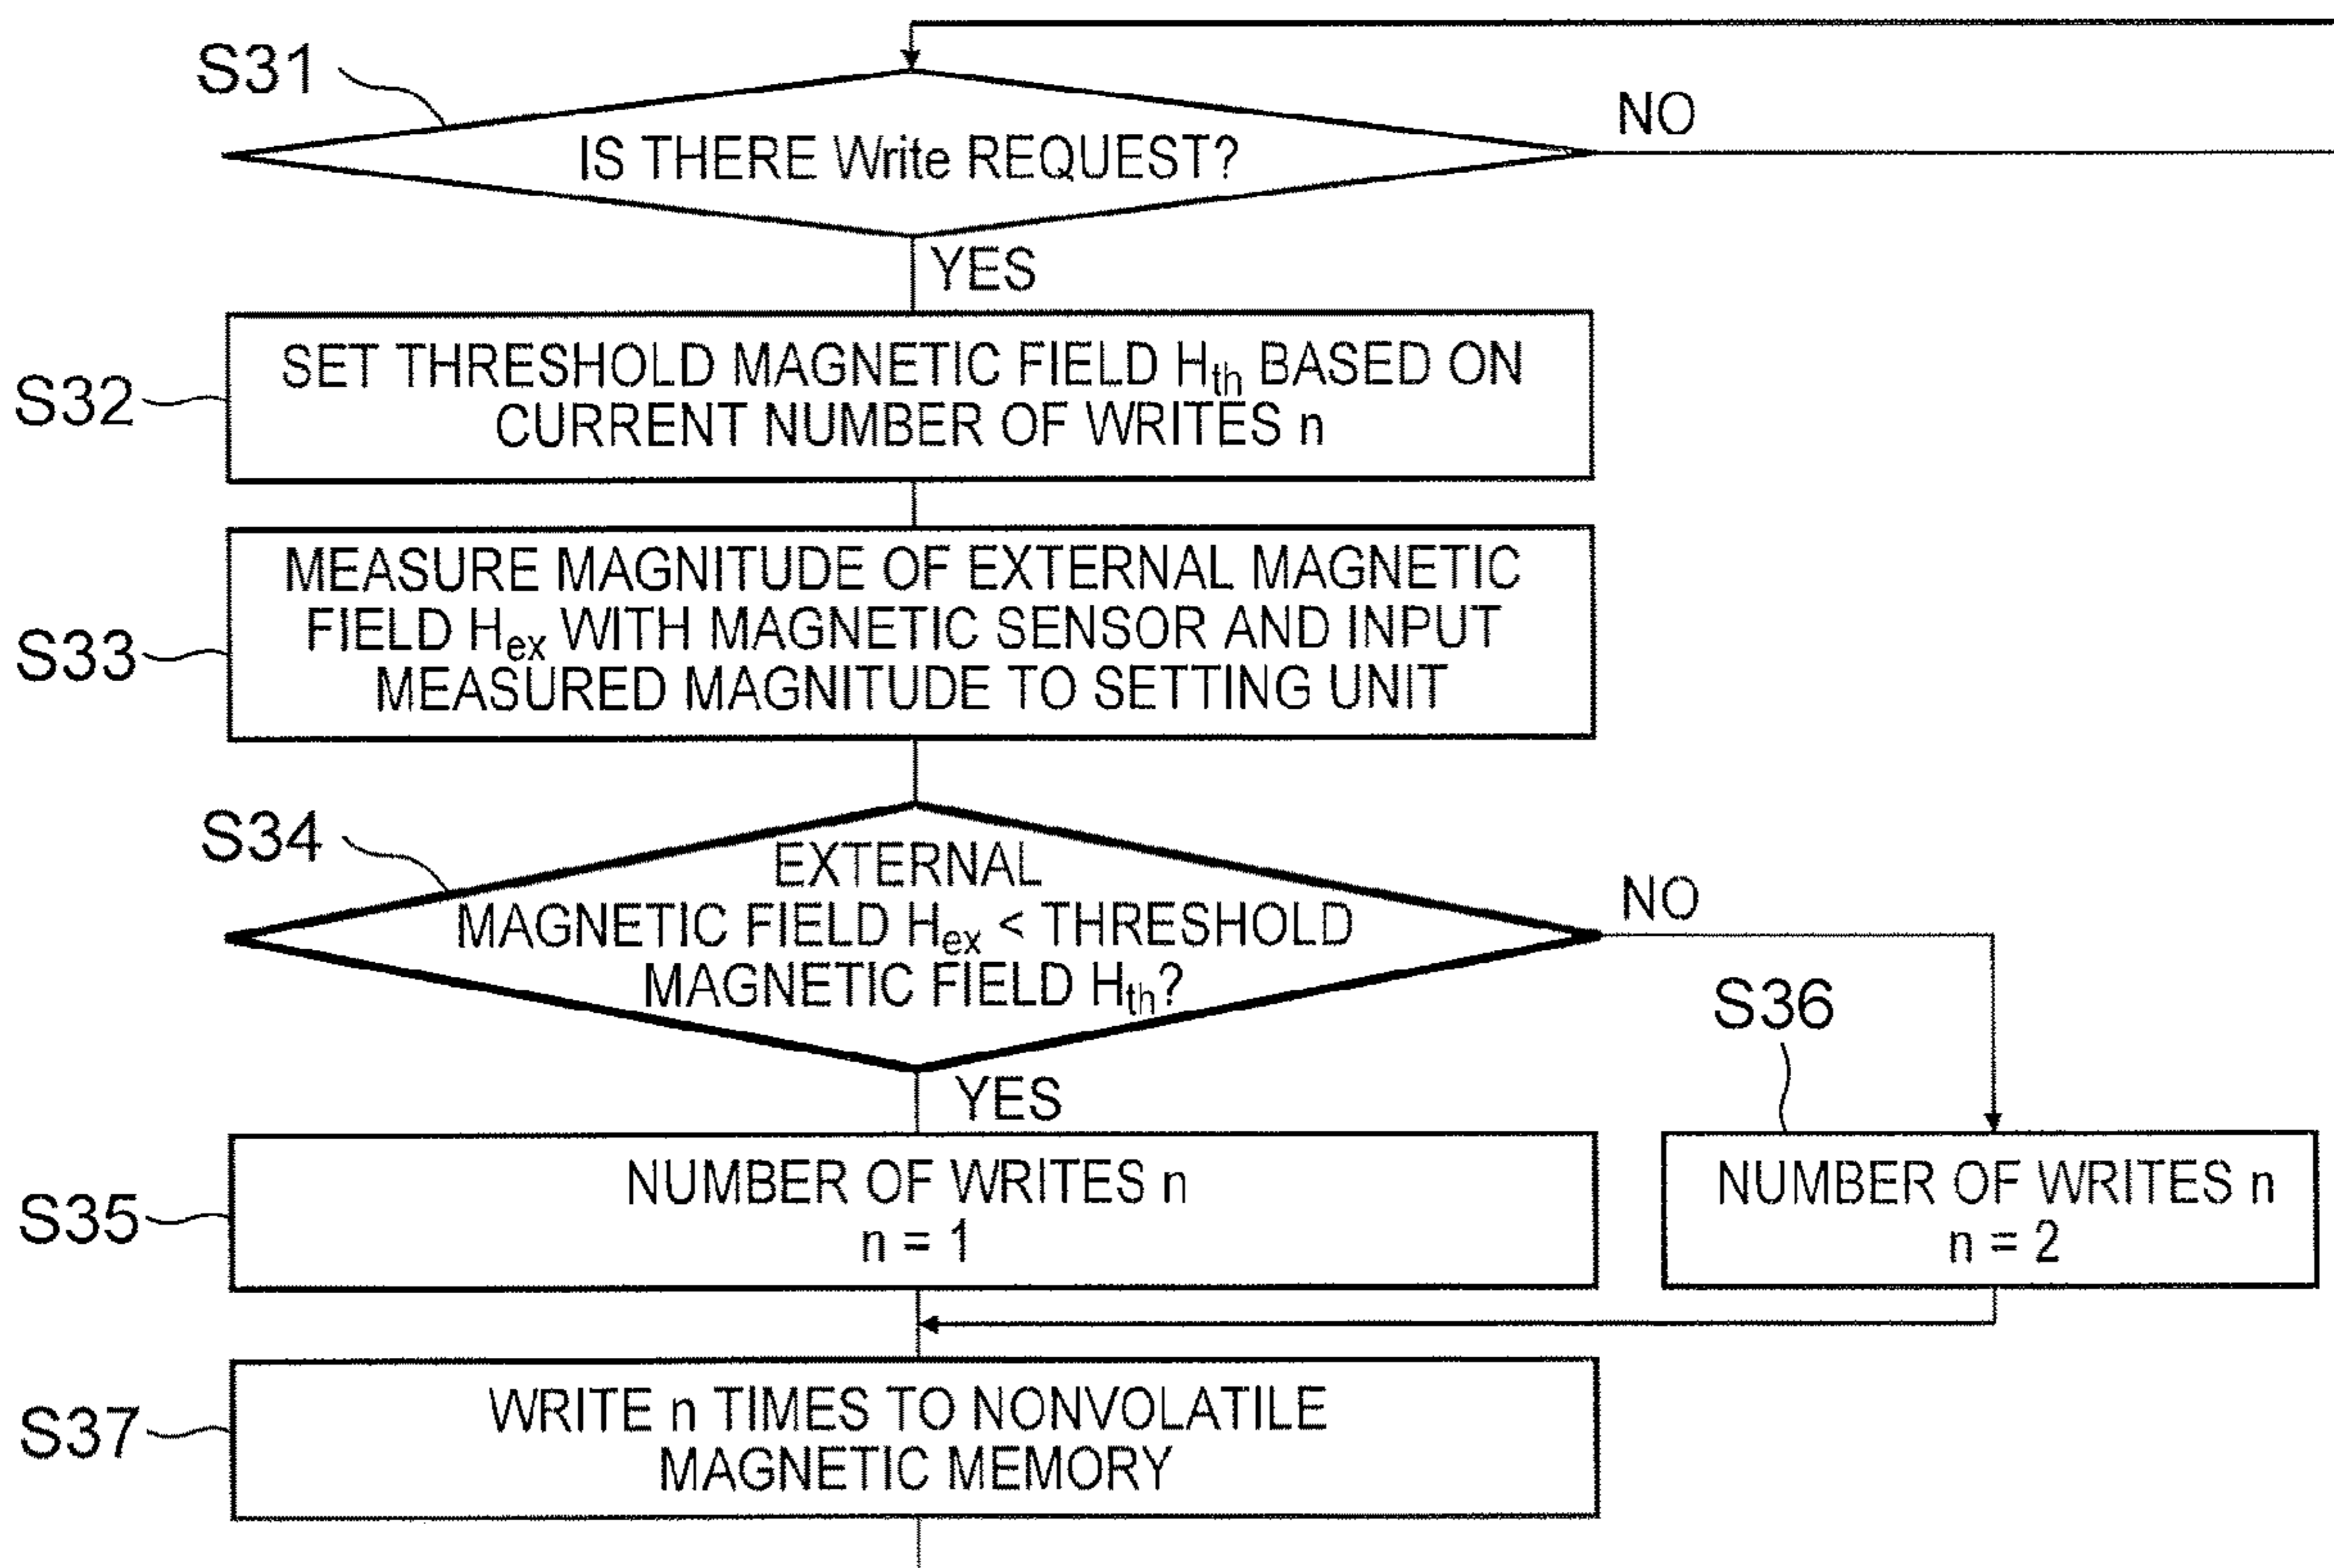 S31
IS THERE Write REQUEST?
NO
YES
S32
SET THRESHOLD MAGNETIC FIELD Hth BASED ON
CURRENT NUMBER OF WRITES n
S33
MEASURE MAGNITUDE OF EXTERNAL MAGNETIC
FIELD Hex WITH MAGNETIC SENSOR AND INPUT
MEASURED MAGNITUDE TO SETTING UNIT
S34
EXTERNAL
MAGNETIC FIELD Hex < THRESHOLD
MAGNETIC FIELD Hth?
NO
YES
S36
S35
NUMBER OF WRITES n
n = 1
NUMBER OF WRITES n
n = 2
S37
WRITE n TIMES TO NONVOLATILE
MAGNETIC MEMORY